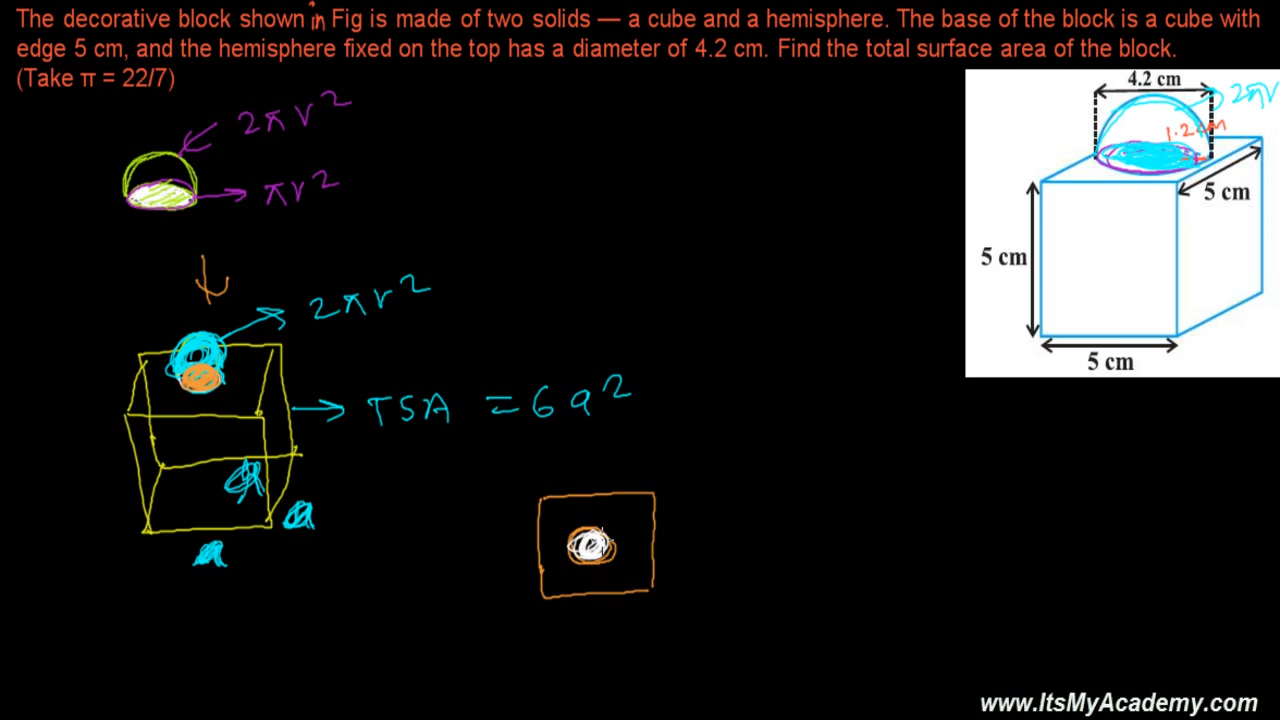 The decorative block shown in Fig is made of two solids — a cube and a hemisphere. The base of the block is a cube with
edge 5 cm, and the hemisphere fixed on the top has a diameter of 4.2 cm. Find the total surface area of the block.
(Take π = 22/7)
4.2 cm
2πr
2πr²
πr²
5 cm
5 cm
5 cm
2πr²
TSA = 6a²
a
a
a
www.ItsMyAcademy.com